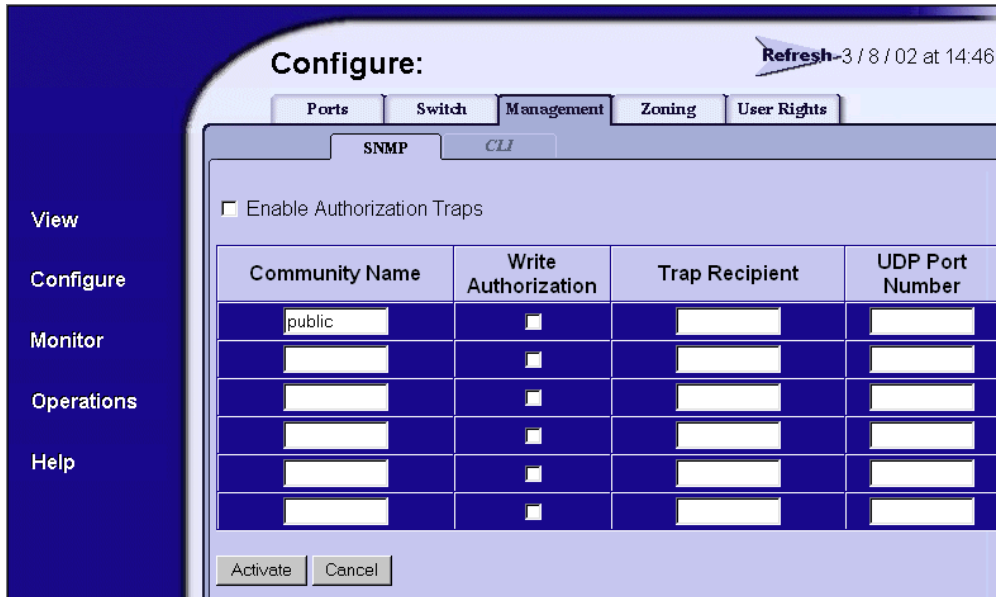 Configure:
Refresh-3 / 8 / 02 at 14:46
Ports Switch Management Zoning User Rights
SNMP CLI
View
Configure
Monitor
Operations
Help
Enable Authorization Traps
Community Name Write Authorization Trap Recipient UDP Port Number
public
Activate Cancel